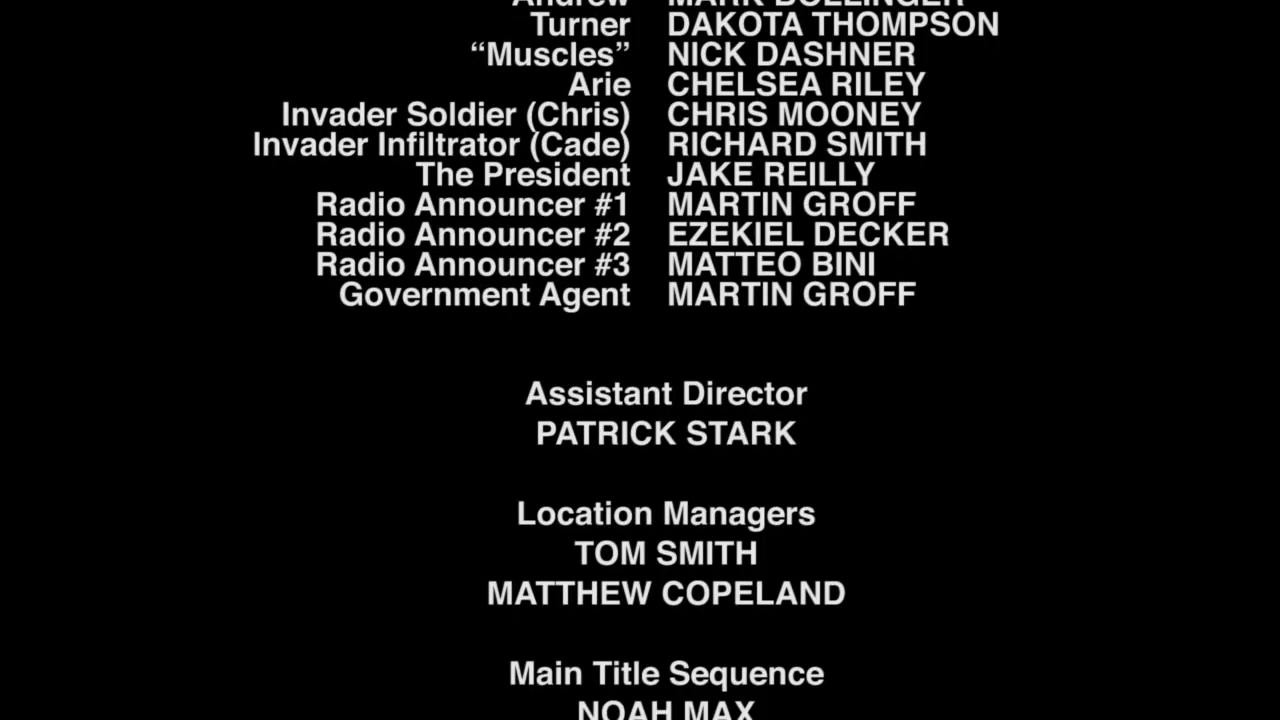 Andrew MARK BOLLINGER
Turner DAKOTA THOMPSON
“Muscles” NICK DASHNER
Arie CHELSEA RILEY
Invader Soldier (Chris) CHRIS MOONEY
Invader Infiltrator (Cade) RICHARD SMITH
The President JAKE REILLY
Radio Announcer #1 MARTIN GROFF
Radio Announcer #2 EZEKIEL DECKER
Radio Announcer #3 MATTEO BINI
Government Agent MARTIN GROFF
Assistant Director
PATRICK STARK
Location Managers
TOM SMITH
MATTHEW COPELAND
Main Title Sequence
NOAH MAX